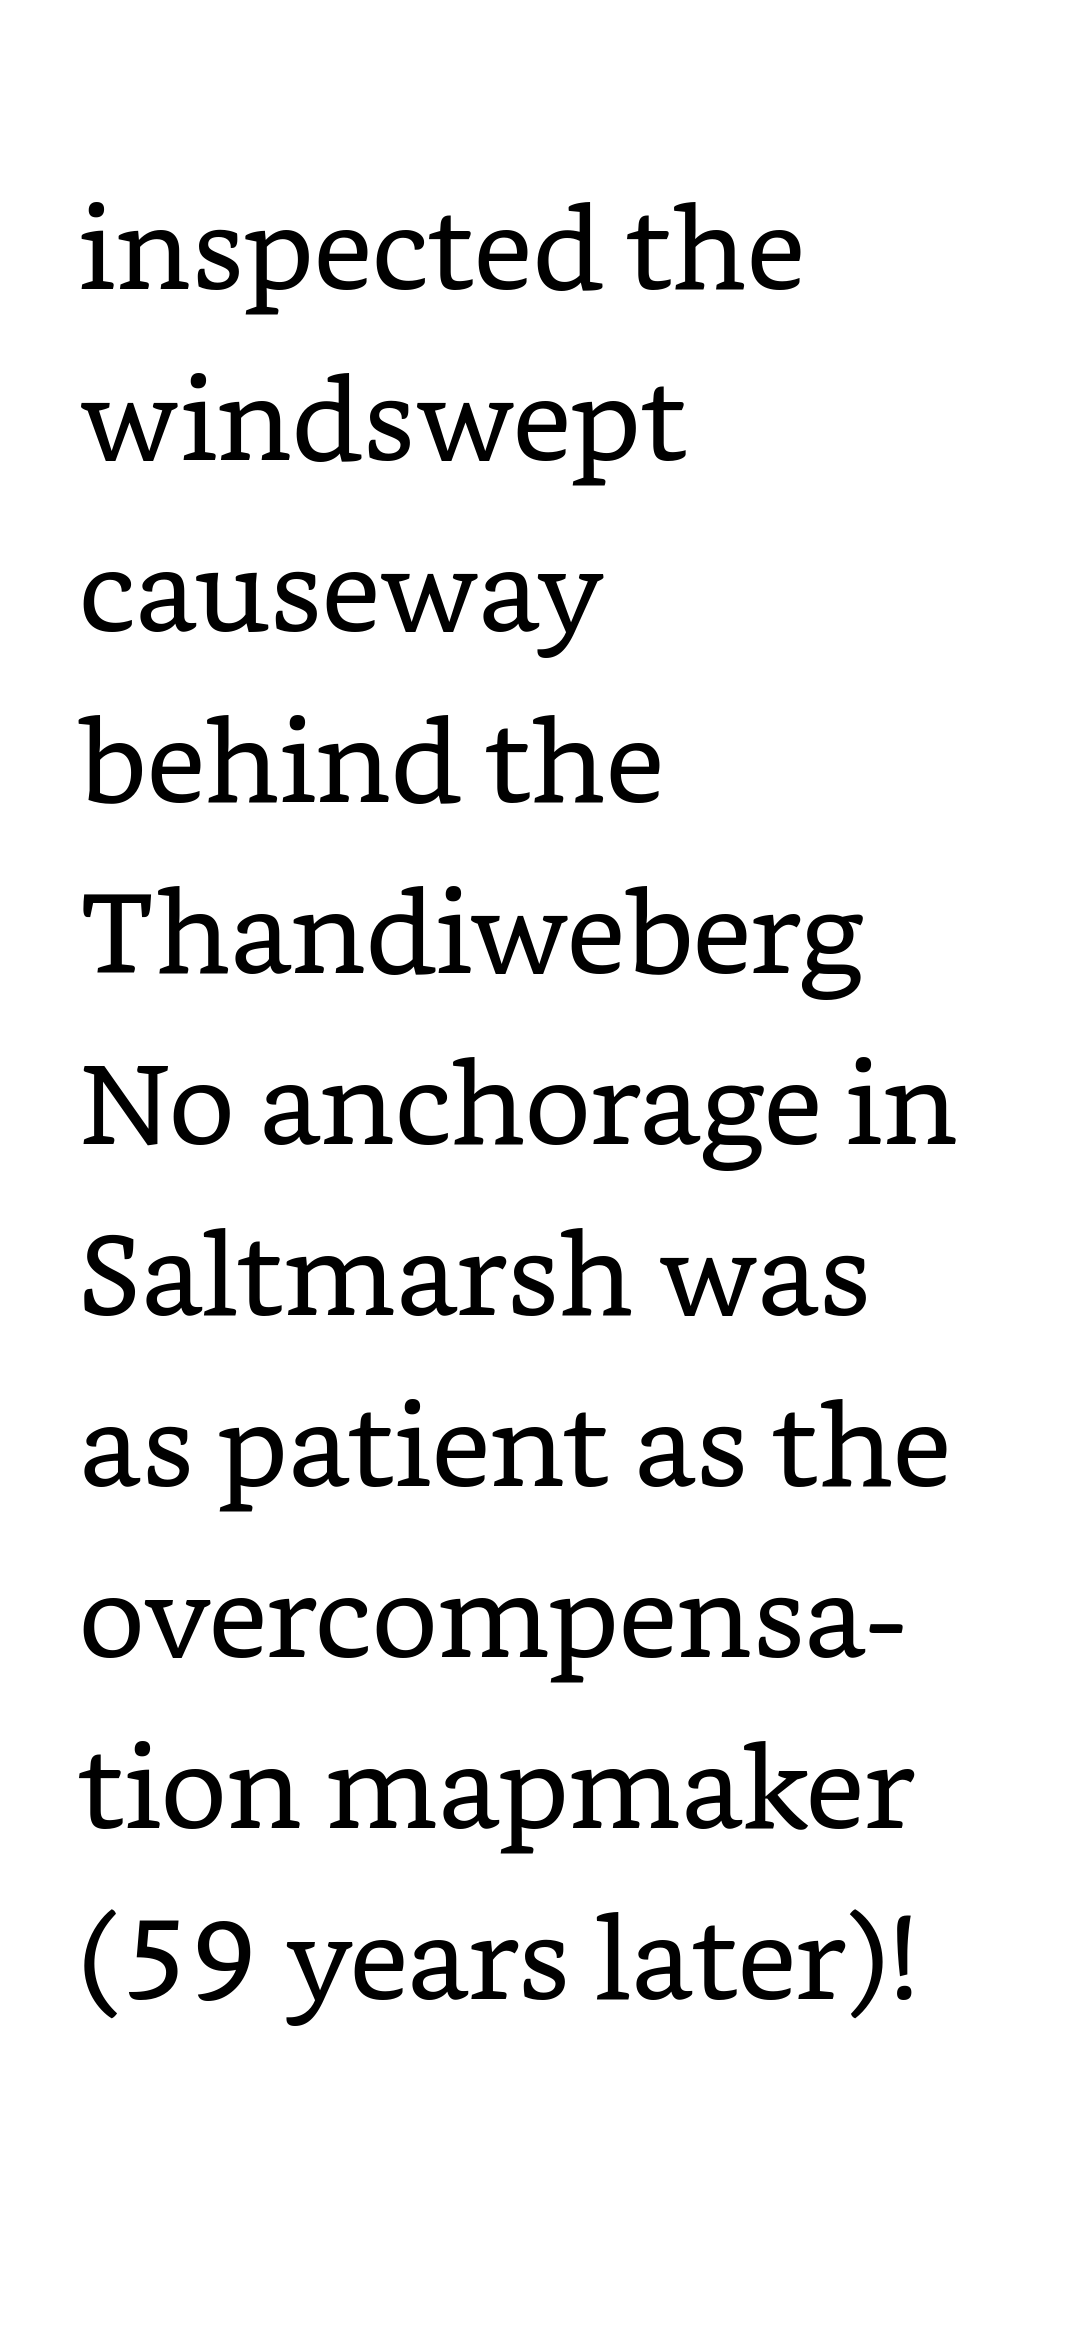 inspected the
windswept
causeway
behind the
Thandiweberg
No anchorage in
Saltmarsh was
as patient as the
overcompensa-
tion mapmaker
(59 years later)!